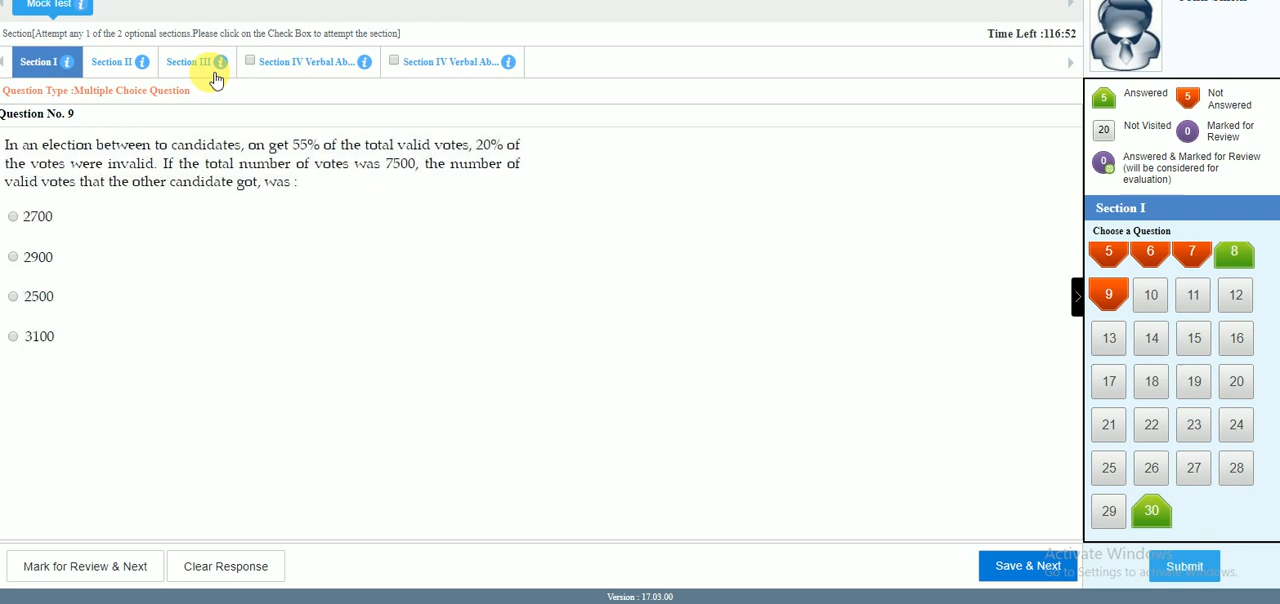 Mock Test i
Section[Attempt any 1 of the 2 optional sections.Please click on the Check Box to attempt the section]
Time Left :116:52
Section I i
Section II i
Section III i
Section IV Verbal Ab... i
Section IV Verbal Ab... i
Question Type :Multiple Choice Question
Question No. 9
In an election between to candidates, on get 55% of the total valid votes, 20% of
the votes were invalid. If the total number of votes was 7500, the number of
valid votes that the other candidate got, was :
2700
2900
2500
3100
Mark for Review & Next
Clear Response
Save & Next
5 Answered
5 Not Answered
20 Not Visited
0 Marked for Review
0 Answered & Marked for Review
(will be considered for
evaluation)
Section I
Choose a Question
5 6 7 8
9 10 11 12
13 14 15 16
17 18 19 20
21 22 23 24
25 26 27 28
29 30
Activate Windows
Go to Settings to activate Windows.
Submit
Version : 17.03.00